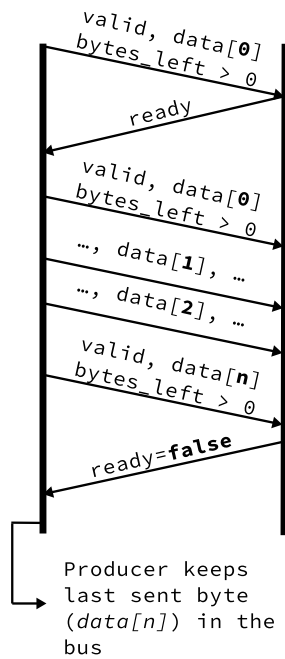 valid, data[0]
bytes_left > 0
ready
valid, data[0]
bytes_left > 0
…, data[1], …
…, data[2], …
valid, data[n]
bytes_left > 0
ready=false
Producer keeps
last sent byte
(data[n]) in the
bus